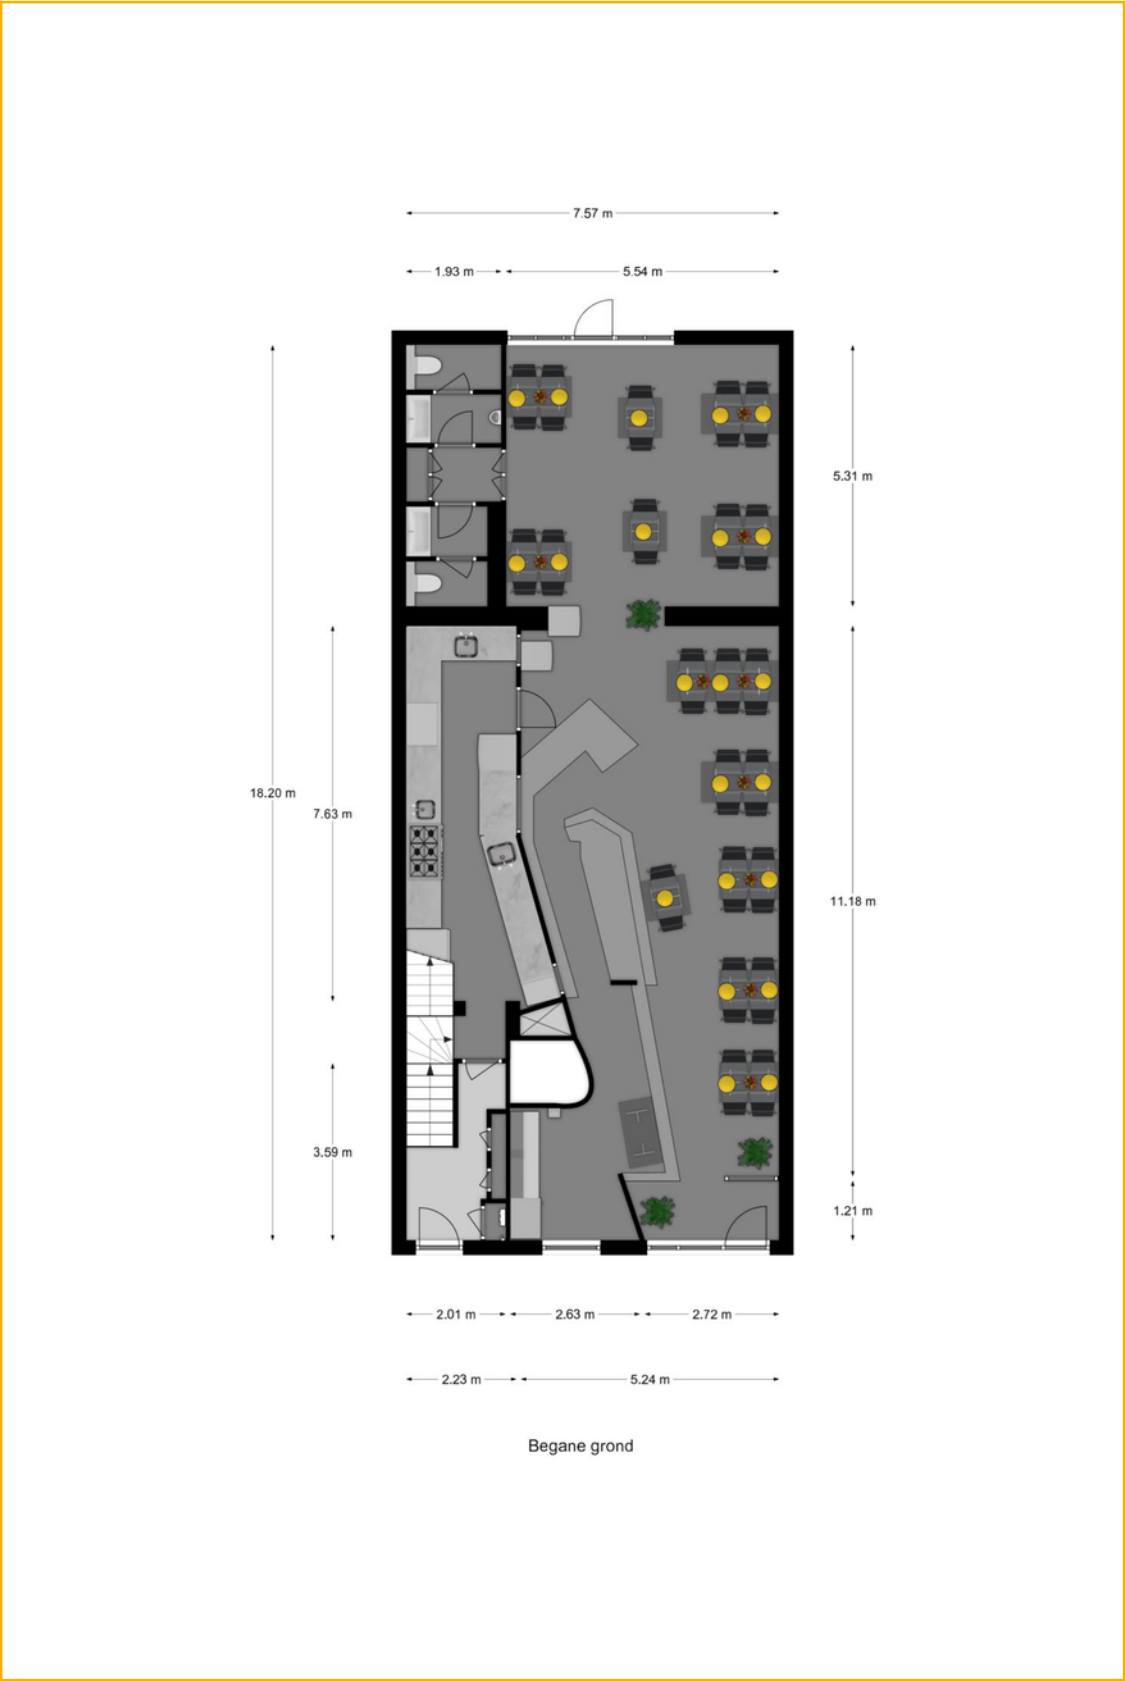 7.57 m
1.93 m
5.54 m
5.31 m
18.20 m
7.63 m
11.18 m
3.59 m
1.21 m
2.01 m
2.63 m
2.72 m
2.23 m
5.24 m
Begane grond